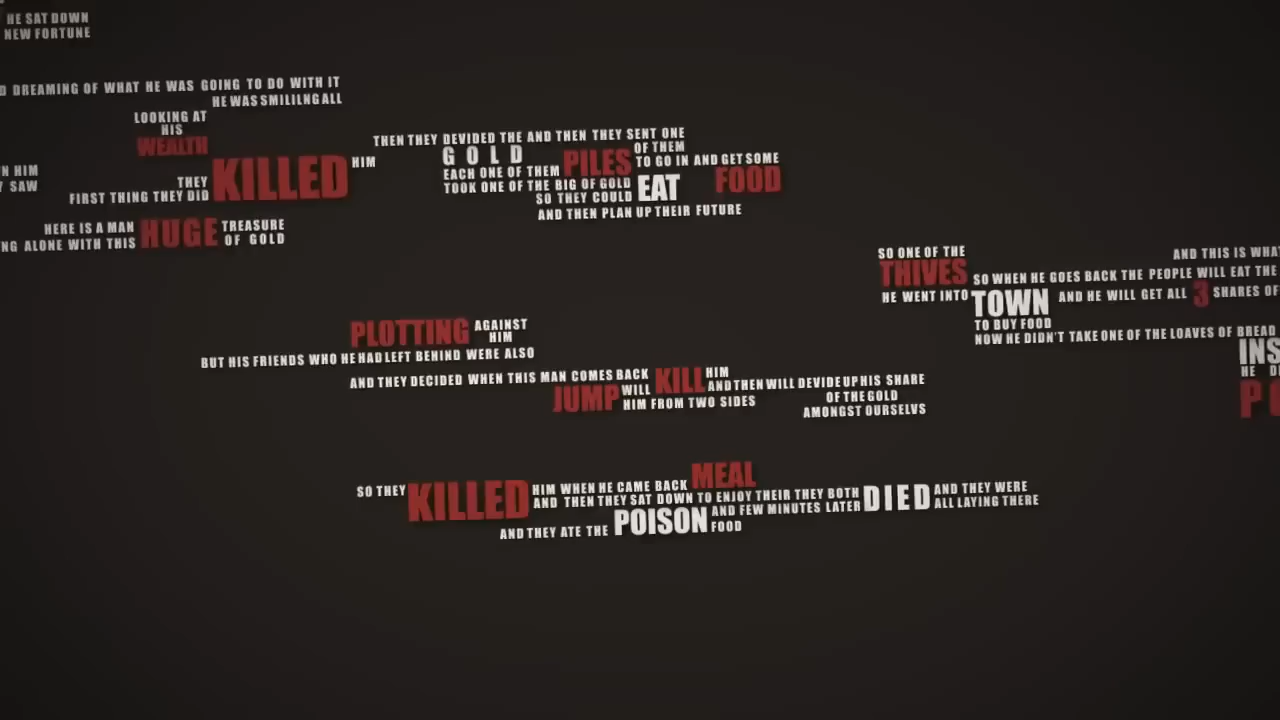 HE SAT DOWN
NEW FORTUNE
DREAMING OF WHAT HE WAS GOING TO DO WITH IT
HE WAS SMILILNG ALL
LOOKING AT
HIS
WEALTH
HIM
SAW
THEY KILLED HIM
FIRST THING THEY DID
HERE IS A MAN HUGE TREASURE
ALONE WITH THIS OF GOLD
THEN THEY DEVIDED THE AND THEN THEY SENT ONE
GOLD OF THEM
EACH ONE OF THEM PILES TO GO IN AND GET SOME
TOOK ONE OF THE BIG OF GOLD EAT FOOD
SO THEY COULD
AND THEN PLAN UP THEIR FUTURE
SO ONE OF THE
THIVES
HE WENT INTO TOWN
TO BUY FOOD
AND THIS IS
SO WHEN HE GOES BACK THE PEOPLE WILL EAT THE
AND HE WILL GET ALL 3 SHARES OF
NOW HE DIDN'T TAKE ONE OF THE LOAVES OF BREAD
HE
PLOTTING AGAINST
HIM
BUT HIS FRIENDS WHO HE HAD LEFT BEHIND WERE ALSO
AND THEY DECIDED WHEN THIS MAN COMES BACK
JUMP WILL KILL HIM AND THEN WILL DEVIDE UP HIS SHARE
HIM FROM TWO SIDES OF THE GOLD
AMONGST OURSELVS
SO THEY KILLED HIM WHEN HE CAME BACK MEAL
AND THEN THEY SAT DOWN TO ENJOY THEIR THEY BOTH DIED AND THEY WERE
AND FEW MINUTES LATER ALL LAYING THERE
AND THEY ATE THE POISON FOOD